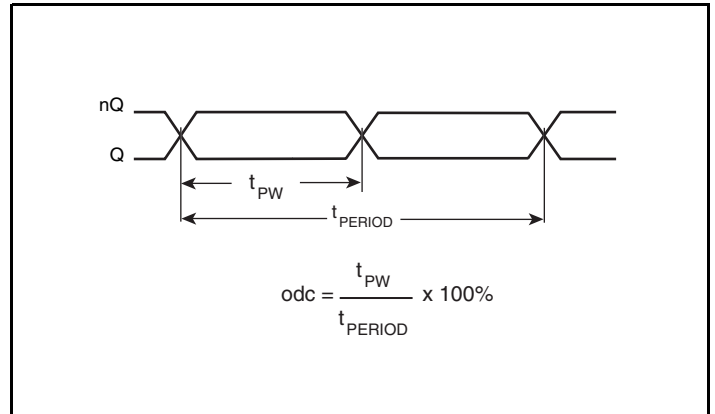 nQ
Q
tPW
tPERIOD
odc = tPW / tPERIOD x 100%